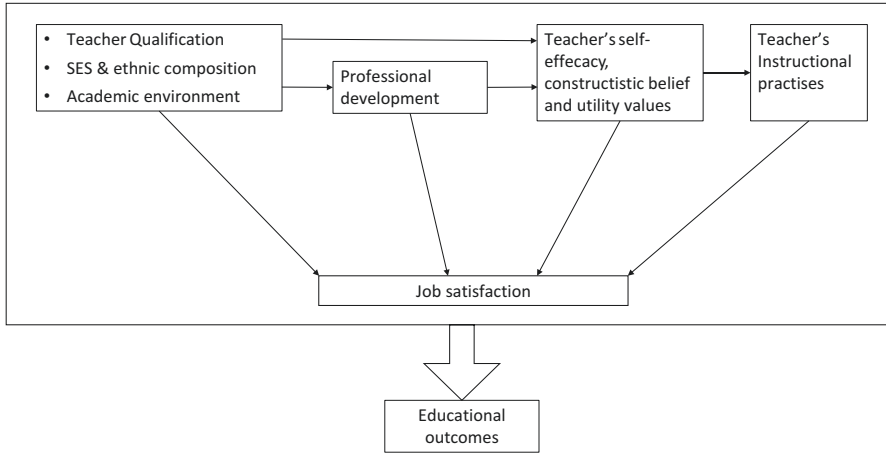 • Teacher Qualification
• SES & ethnic composition
• Academic environment
Professional
development
Teacher's self-
effecacy,
constructistic belief
and utility values
Teacher's
Instructional
practises
Job satisfaction
Educational
outcomes